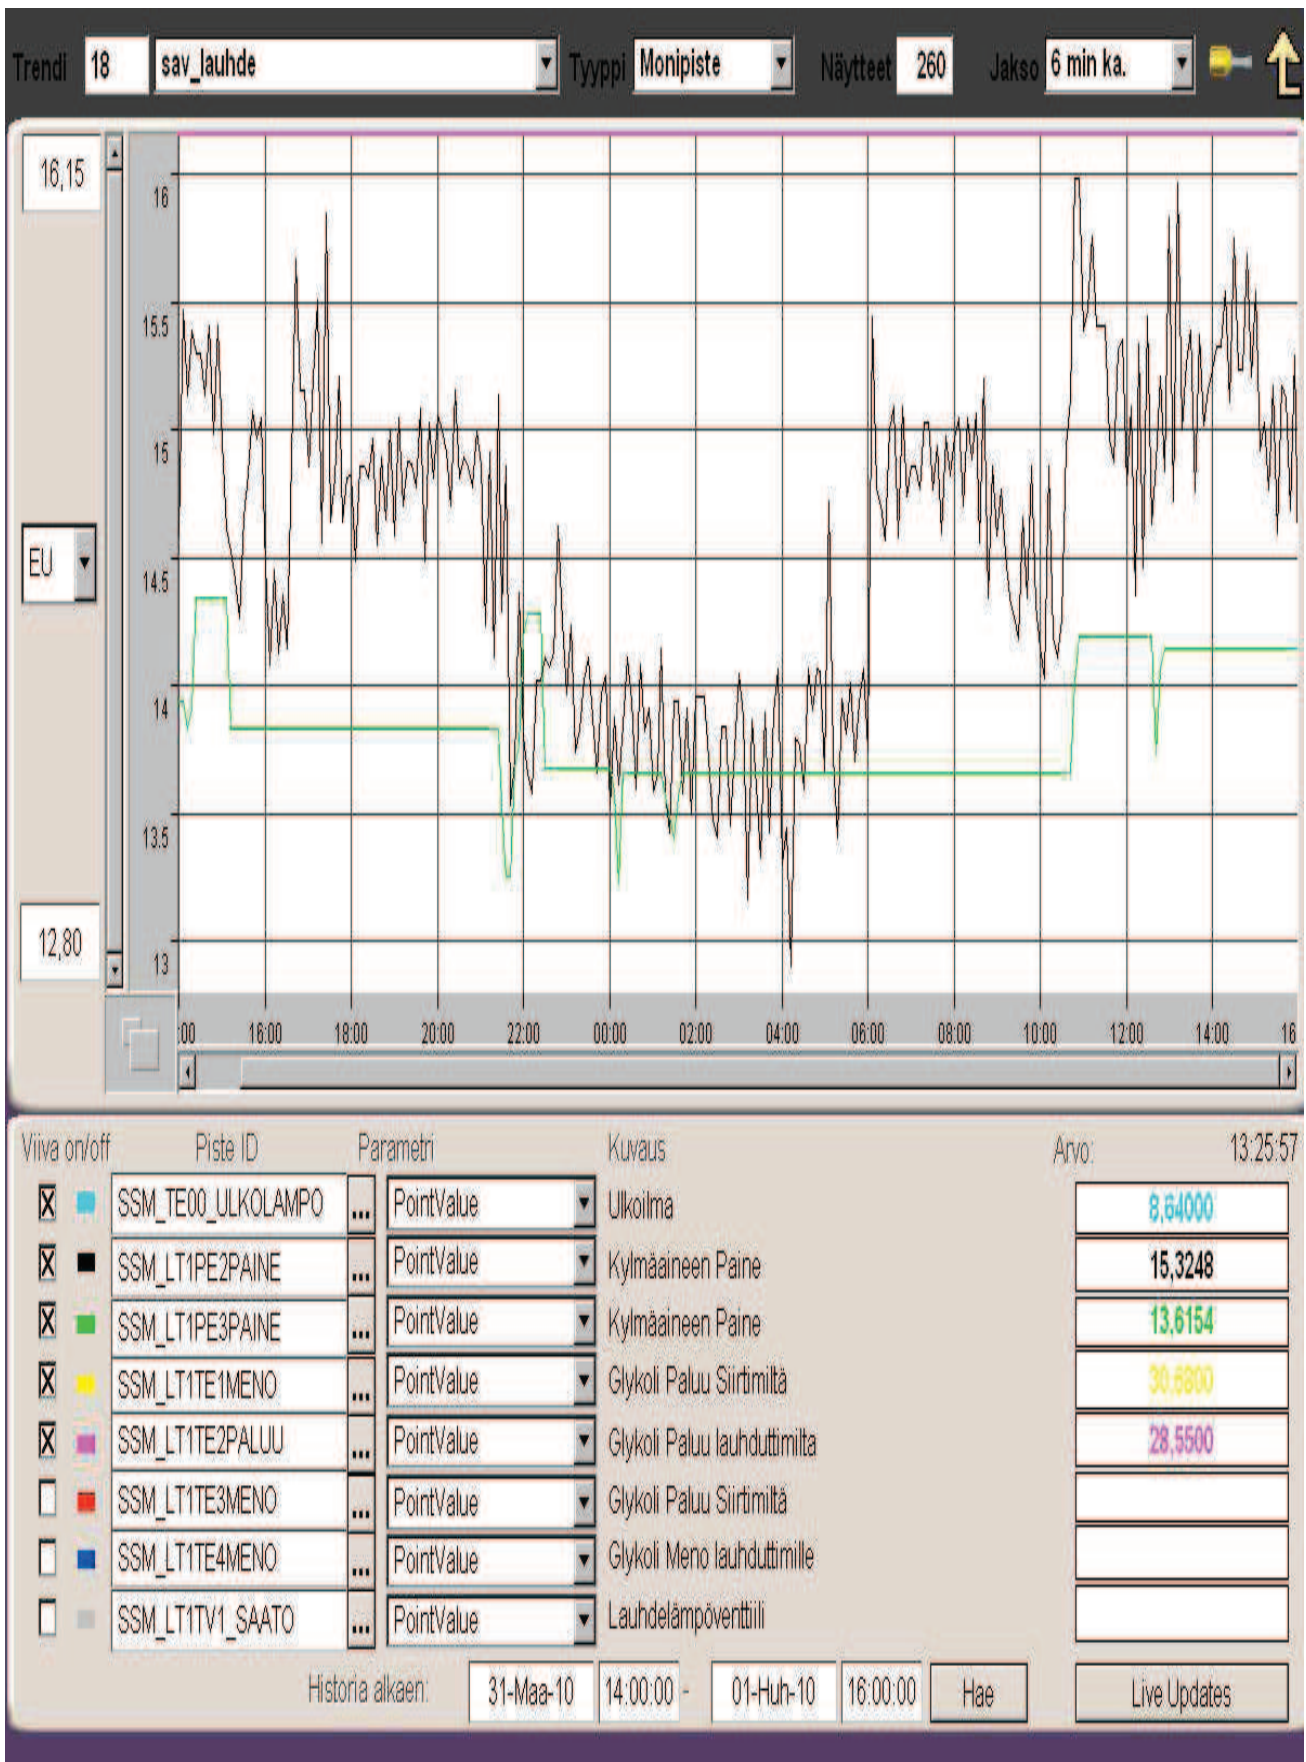 Trendi 18 sav_lauhde Tyyppi Monipiste Näytteet 260 Jakso 6 min ka.
16,15
16
15.5
15
14.5
14
13.5
13
EU
12,80
:00 16:00 18:00 20:00 22:00 00:00 02:00 04:00 06:00 08:00 10:00 12:00 14:00 16
Viiva on/off Piste ID Parametri Kuvaus Arvo: 13:25:57
SSM_TE00_ULKOLAMPO ... PointValue Ulkoilma 8,64000
SSM_LT1PE2PAINE ... PointValue Kylmäaineen Paine 15,3248
SSM_LT1PE3PAINE ... PointValue Kylmäaineen Paine 13,6154
SSM_LT1TE1MENO ... PointValue Glykoli Paluu Siirtimiltä 30,6800
SSM_LT1TE2PALUU ... PointValue Glykoli Paluu lauhduttimilta 28,5500
SSM_LT1TE3MENO ... PointValue Glykoli Paluu Siirtimiltä
SSM_LT1TE4MENO ... PointValue Glykoli Meno lauhduttimille
SSM_LT1TV1_SAATO ... PointValue Lauhdelämpöventtiili
Historia alkaen: 31-Maa-10 14:00:00 - 01-Huh-10 16:00:00 Hae Live Updates